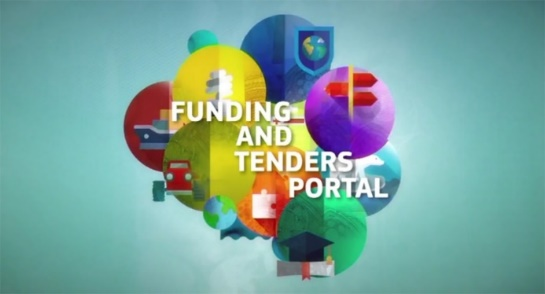 FUNDING
AND
TENDERS
PORTAL